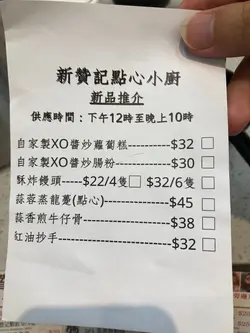 新贊記點心小廚
新品推介
供應時間：下午12時至晚上10時
自家製XO醬炒蘿蔔糕----------$32
自家製XO醬炒腸粉------------$30
酥炸饅頭-----$22/4隻 $32/6隻
蒜蓉蒸龍躉(點心)-----------$45
蒜香煎牛仔骨---------------$38
紅油抄手-------------------$32